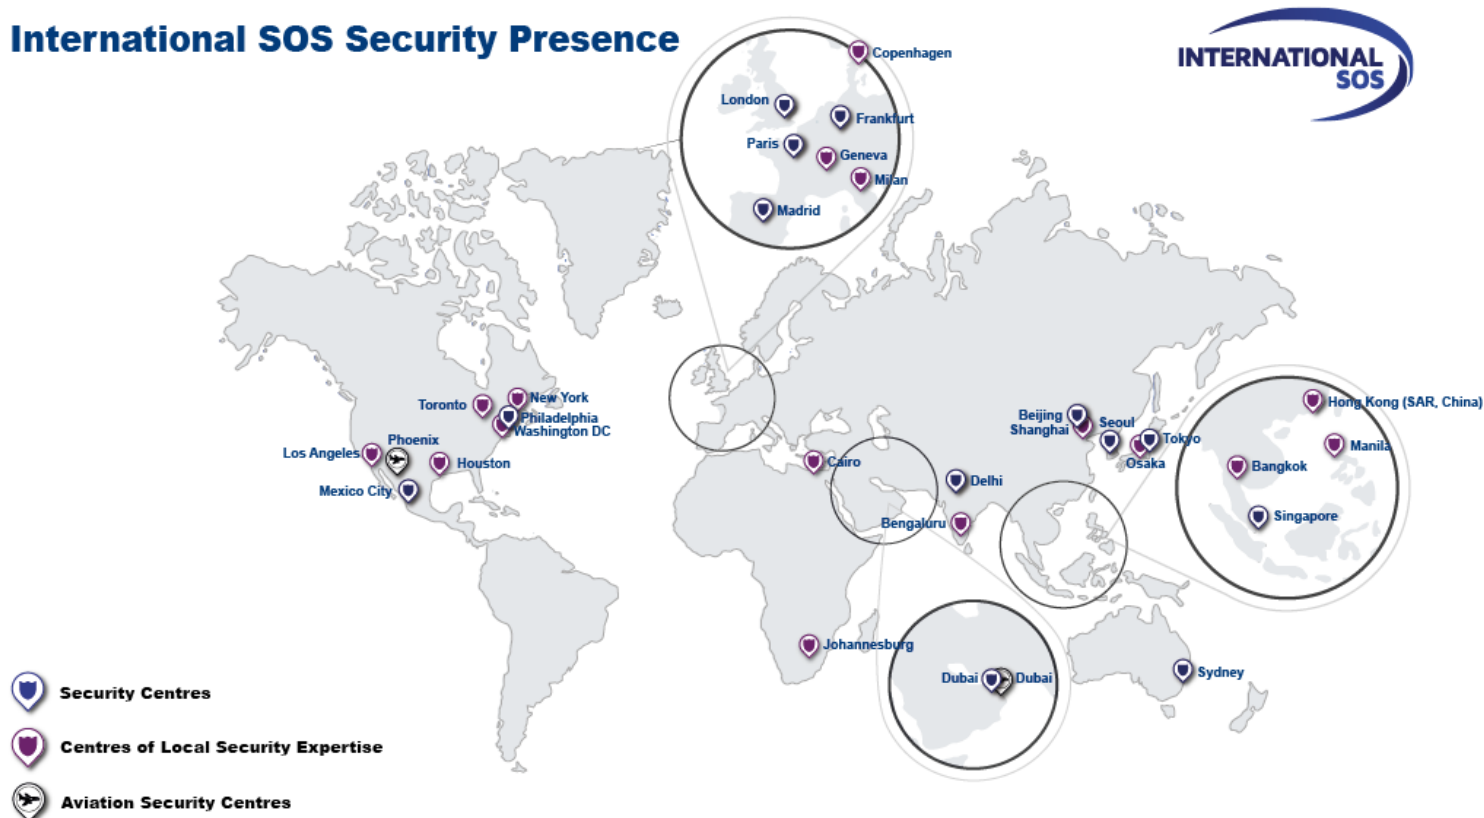 International SOS Security Presence
INTERNATIONAL
SOS
Copenhagen
London
Frankfurt
Paris
Geneva
Milan
Madrid
Toronto
New York
Philadelphia
Washington DC
Los Angeles
Phoenix
Houston
Mexico City
Cairo
Delhi
Bengaluru
Beijing
Shanghai
Seoul
Tokyo
Osaka
Hong Kong (SAR, China)
Manila
Bangkok
Singapore
Johannesburg
Dubai
Dubai
Sydney
Security Centres
Centres of Local Security Expertise
Aviation Security Centres